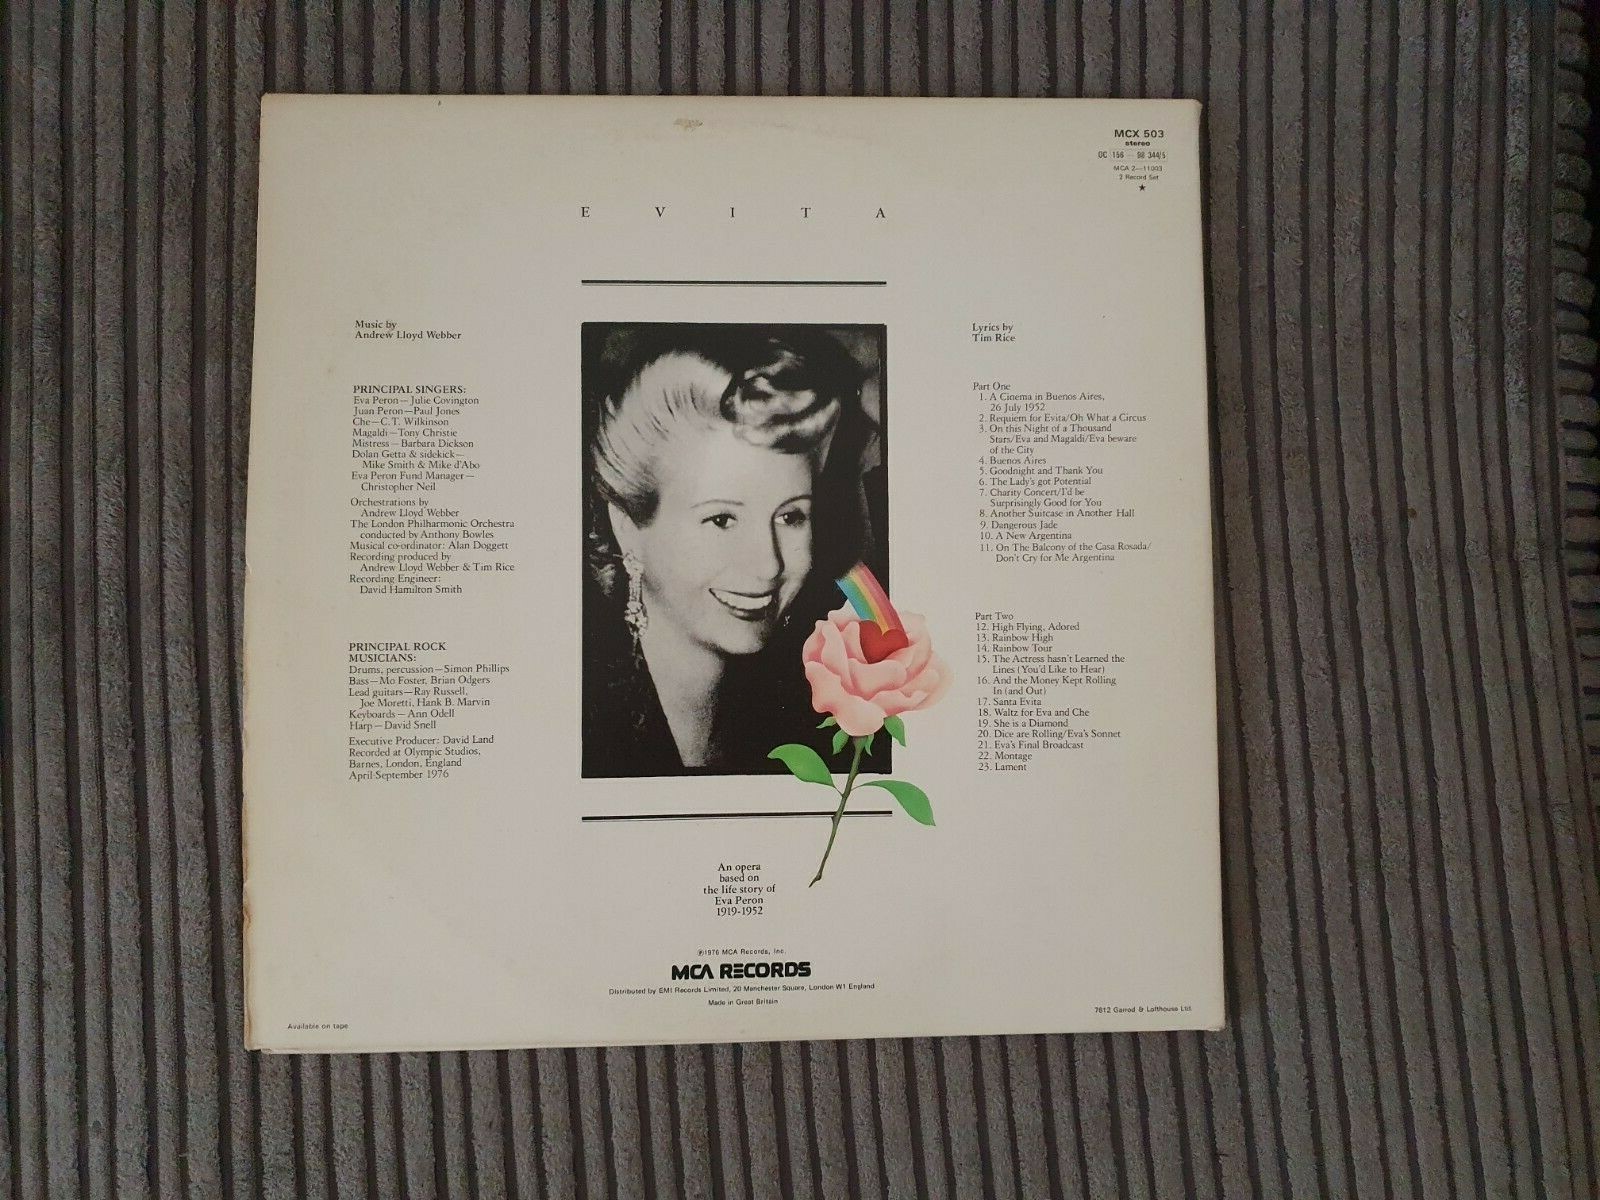 MCX 503
stereo
OC 156 – 98 344/5
MCA 2–11003
2 Record Set
★
E V I T A
Music by
Andrew Lloyd Webber
PRINCIPAL SINGERS:
Eva Peron—Julie Covington
Juan Peron—Paul Jones
Che—C.T. Wilkinson
Magaldi—Tony Christie
Mistress—Barbara Dickson
Dolan Getta & sidekick—
Mike Smith & Mike d'Abo
Eva Peron Fund Manager—
Christopher Neil
Orchestrations by
Andrew Lloyd Webber
The London Philharmonic Orchestra
conducted by Anthony Bowles
Musical co-ordinator: Alan Doggett
Recording produced by
Andrew Lloyd Webber & Tim Rice
Recording Engineer:
David Hamilton Smith
PRINCIPAL ROCK
MUSICIANS:
Drums, percussion—Simon Phillips
Bass—Mo Foster, Brian Odgers
Lead guitars—Ray Russell,
Joe Moretti, Hank B. Marvin
Keyboards—Ann Odell
Harp—David Snell
Executive Producer: David Land
Recorded at Olympic Studios,
Barnes, London, England
April-September 1976
Lyrics by
Tim Rice
Part One
1. A Cinema in Buenos Aires,
26 July 1952
2. Requiem for Evita/Oh What a Circus
3. On this Night of a Thousand
Stars/Eva and Magaldi/Eva beware
of the City
4. Buenos Aires
5. Goodnight and Thank You
6. The Lady's got Potential
7. Charity Concert/I'd be
Surprisingly Good for You
8. Another Suitcase in Another Hall
9. Dangerous Jade
10. A New Argentina
11. On The Balcony of the Casa Rosada/
Don't Cry for Me Argentina
Part Two
12. High Flying, Adored
13. Rainbow High
14. Rainbow Tour
15. The Actress hasn't Learned the
Lines (You'd Like to Hear)
16. And the Money Kept Rolling
In (and Out)
17. Santa Evita
18. Waltz for Eva and Che
19. She is a Diamond
20. Dice are Rolling/Eva's Sonnet
21. Eva's Final Broadcast
22. Montage
23. Lament
An opera
based on
the life story of
Eva Peron
1919-1952
℗1976 MCA Records, Inc.
MCA RECORDS
Distributed by EMI Records Limited, 20 Manchester Square, London W1 England
Made in Great Britain
Available on tape
7612 Garrod & Lofthouse Ltd.